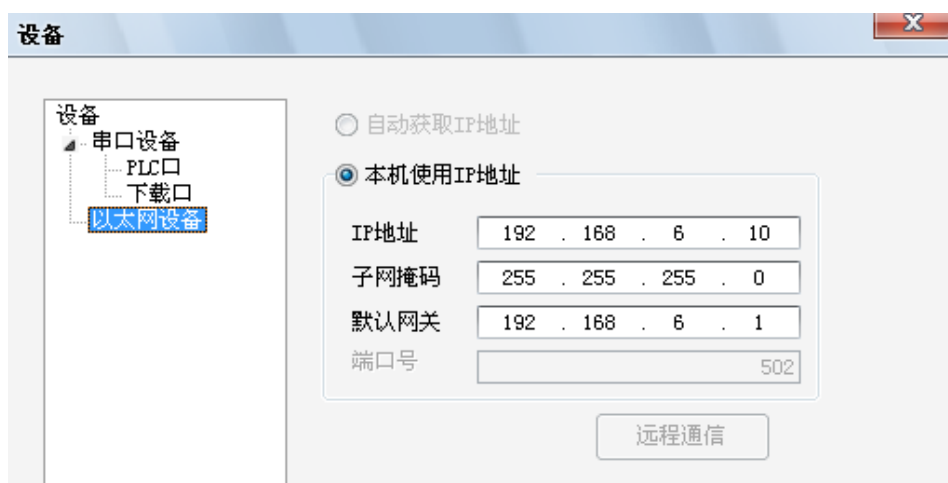 设备
设备
串口设备
PLC口
下载口
以太网设备
自动获取IP地址
本机使用IP地址
IP地址 192 . 168 . 6 . 10
子网掩码 255 . 255 . 255 . 0
默认网关 192 . 168 . 6 . 1
端口号 502
远程通信